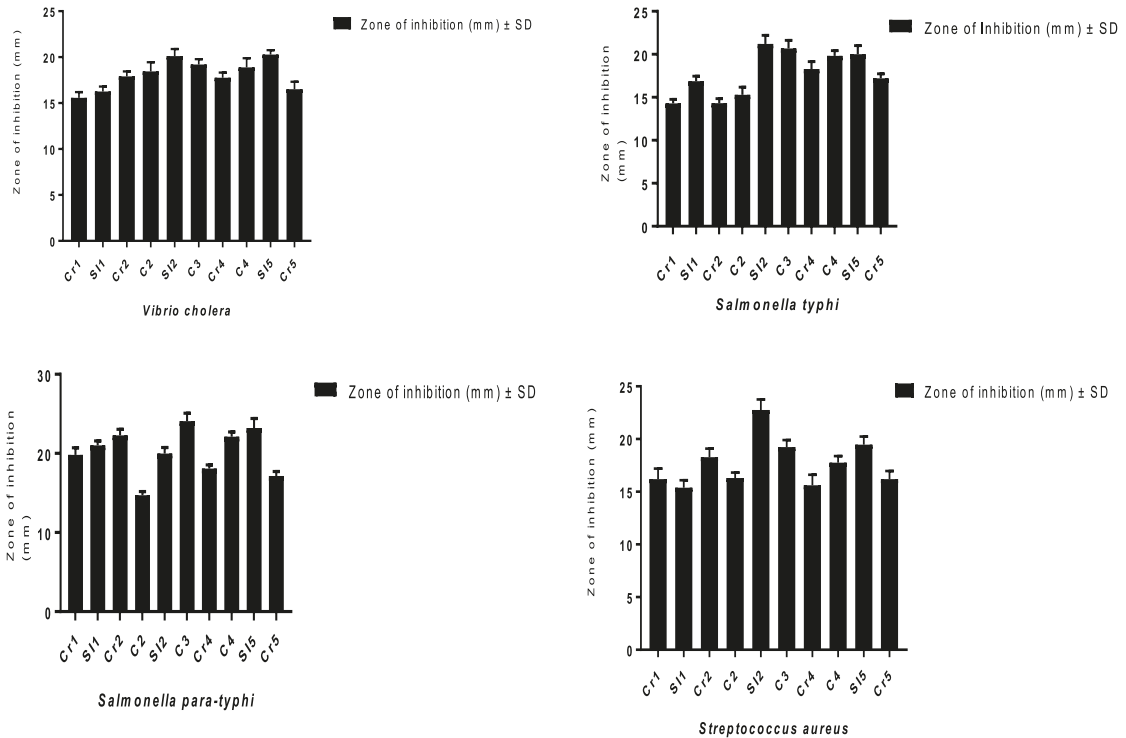 Zone of inhibition (mm) ± SD
Zone of inhibition (mm)
25
20
15
10
5
0
Cr1 Sl1 Cr2 C2 Sl2 C3 Cr4 C4 Sl5 Cr5
Vibrio cholera
Zone of Inhibition (mm) ± SD
Zone of inhibition
(mm)
25
20
15
10
5
0
Cr1 Sl1 Cr2 C2 Sl2 C3 Cr4 C4 Sl5 Cr5
Salmonella typhi
Zone of inhibition (mm) ± SD
Zone of inhibition
(mm)
30
20
10
0
Cr1 Sl1 Cr2 C2 Sl2 C3 Cr4 C4 Sl5 Cr5
Salmonella para-typhi
Zone of inhibition (mm) ± SD
Zone of inhibition (mm)
25
20
15
10
5
0
Cr1 Sl1 Cr2 C2 Sl2 C3 Cr4 C4 Sl5 Cr5
Streptococcus aureus